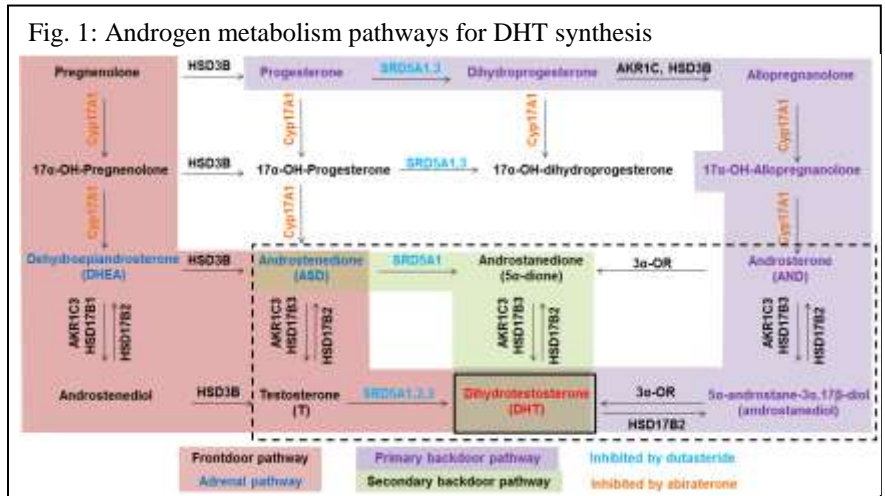 Fig. 1: Androgen metabolism pathways for DHT synthesis
Pregnenolone HSD3B Progesterone SRD5A1,3 Dihydroprogesterone AKR1C, HSD3B Allopregnanolone
Cyp17A1 Cyp17A1 Cyp17A1 Cyp17A1
17α-OH-Pregnenolone HSD3B 17α-OH-Progesterone SRD5A1,3 17α-OH-dihydroprogesterone 17α-OH-Allopregnanolone
Cyp17A1 Cyp17A1 Cyp17A1
Dehydroepiandrosterone HSD3B Androstenedione SRD5A1 Androstanedione 3α-OR Androsterone
(DHEA) (ASD) (5α-dione) (AND)
AKR1C3 HSD17B1 HSD17B2 AKR1C3 HSD17B3 HSD17B2 AKR1C3 HSD17B3 HSD17B2 AKR1C3 HSD17B3 HSD17B2
Androstenediol HSD3B Testosterone SRD5A1,2,3 Dihydrotestosterone 3α-OR 5α-androstane-3α,17β-diol
(T) (DHT) HSD17B2 (androstanediol)
Frontdoor pathway Primary backdoor pathway Inhibited by dutasteride
Adrenal pathway Secondary backdoor pathway Inhibited by abiraterone